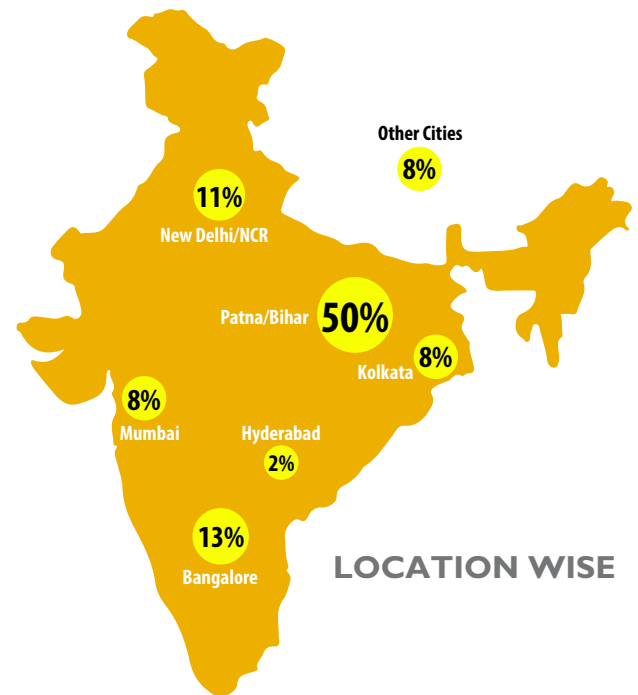 Other Cities
8%
11%
New Delhi/NCR
Patna/Bihar 50%
8%
Kolkata
8%
Mumbai
Hyderabad
2%
13%
Bangalore
LOCATION WISE